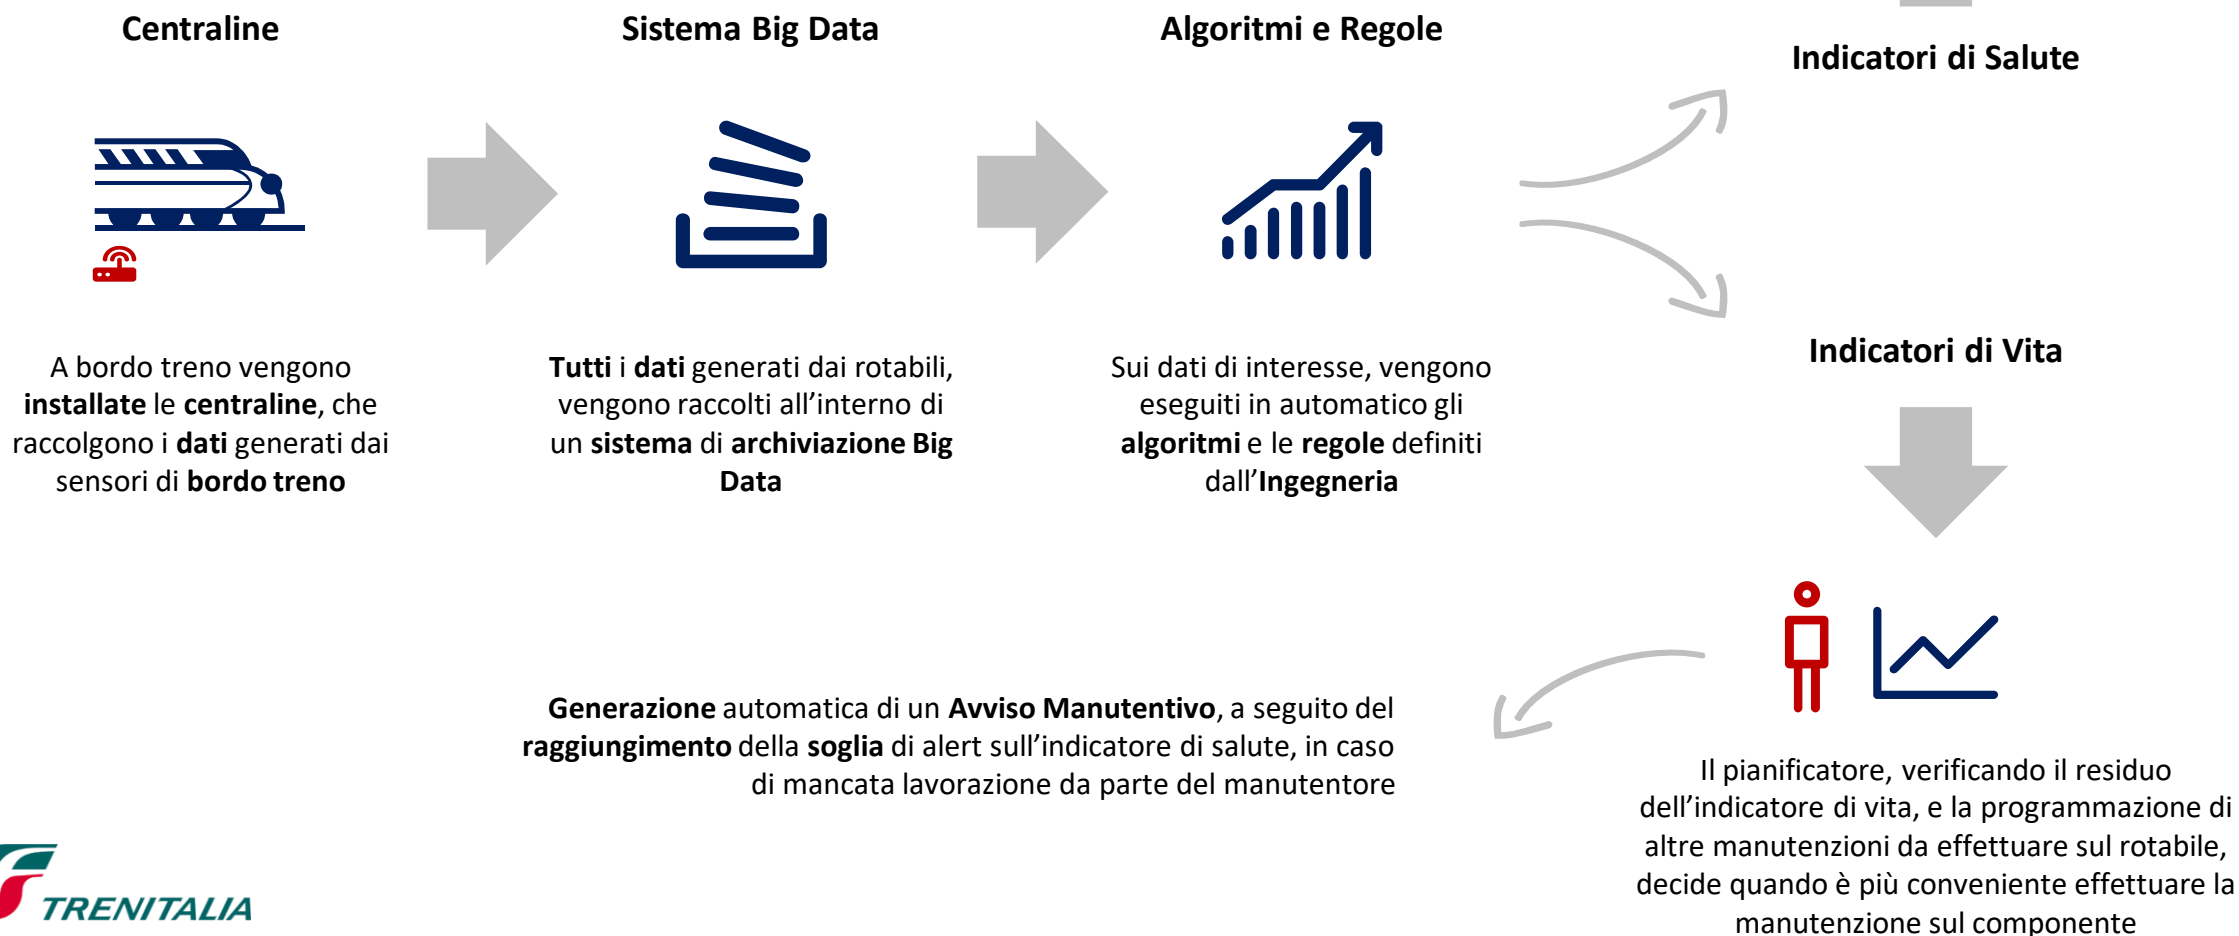 Centraline
Sistema Big Data
Algoritmi e Regole
Indicatori di Salute
A bordo treno vengono
installate le centraline, che
raccolgono i dati generati dai
sensori di bordo treno
Tutti i dati generati dai rotabili,
vengono raccolti all’interno di
un sistema di archiviazione Big
Data
Sui dati di interesse, vengono
eseguiti in automatico gli
algoritmi e le regole definiti
dall’Ingegneria
Indicatori di Vita
Generazione automatica di un Avviso Manutentivo, a seguito del
raggiungimento della soglia di alert sull’indicatore di salute, in caso
di mancata lavorazione da parte del manutentore
Il pianificatore, verificando il residuo
dell’indicatore di vita, e la programmazione di
altre manutenzioni da effettuare sul rotabile,
decide quando è più conveniente effettuare la
manutenzione sul componente
TRENITALIA